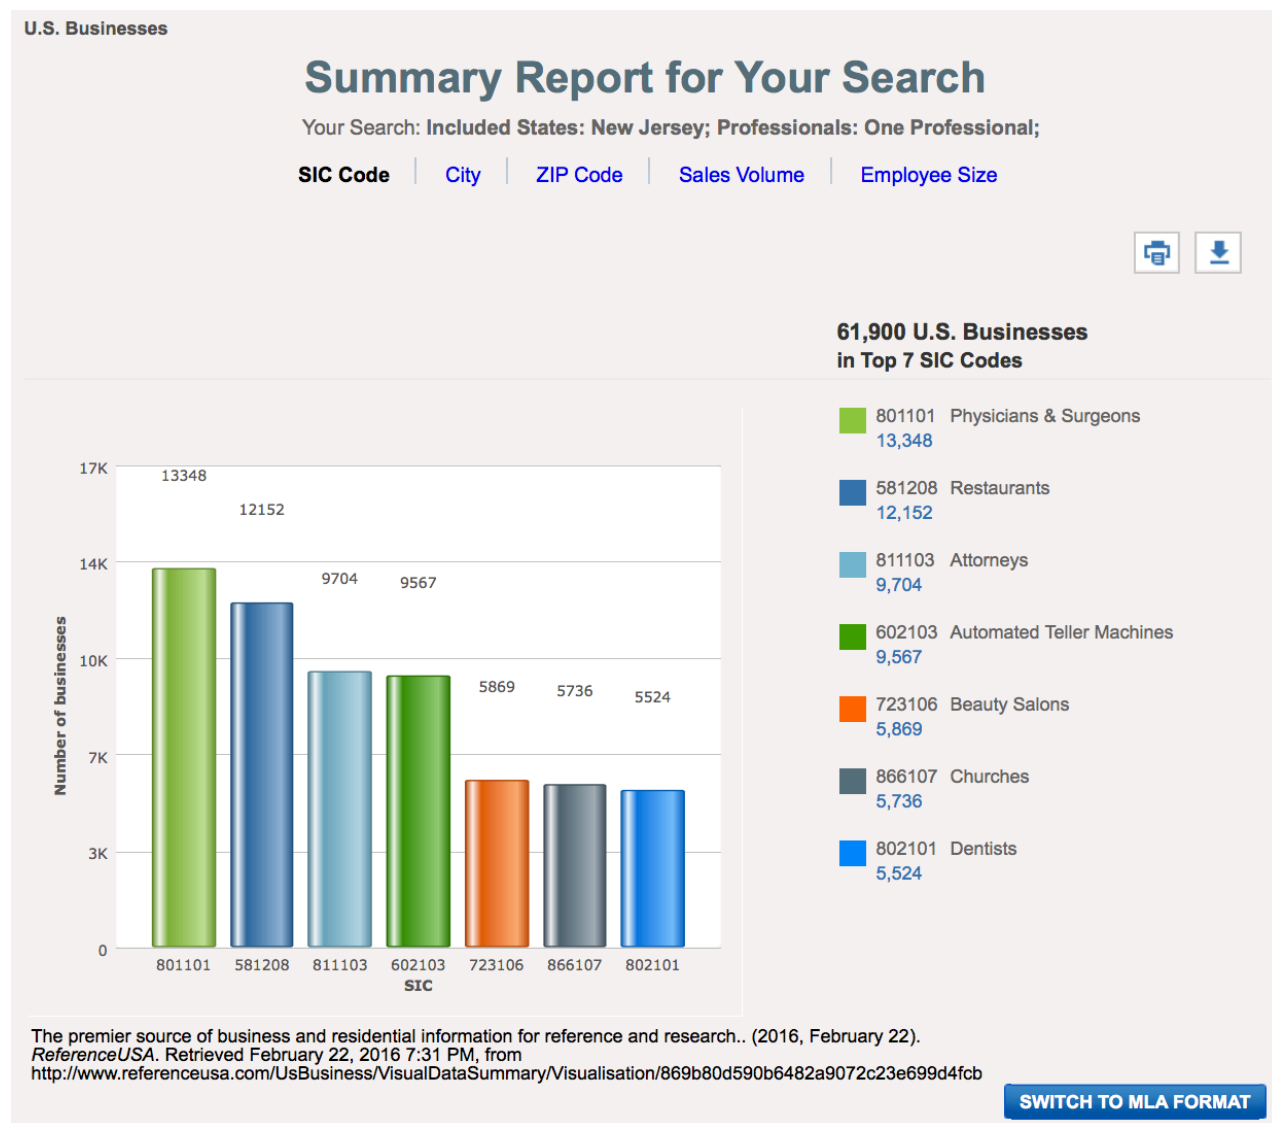 U.S. Businesses
Summary Report for Your Search
Your Search: Included States: New Jersey; Professionals: One Professional;
SIC Code City ZIP Code Sales Volume Employee Size
61,900 U.S. Businesses
in Top 7 SIC Codes
801101 Physicians & Surgeons
13,348
581208 Restaurants
12,152
811103 Attorneys
9,704
602103 Automated Teller Machines
9,567
723106 Beauty Salons
5,869
866107 Churches
5,736
802101 Dentists
5,524
Number of businesses
17K
14K
10K
7K
3K
0
13348
12152
9704
9567
5869
5736
5524
801101 581208 811103 602103 723106 866107 802101
SIC
The premier source of business and residential information for reference and research.. (2016, February 22).
ReferenceUSA. Retrieved February 22, 2016 7:31 PM, from
http://www.referenceusa.com/UsBusiness/VisualDataSummary/Visualisation/869b80d590b6482a9072c23e699d4fcb
SWITCH TO MLA FORMAT